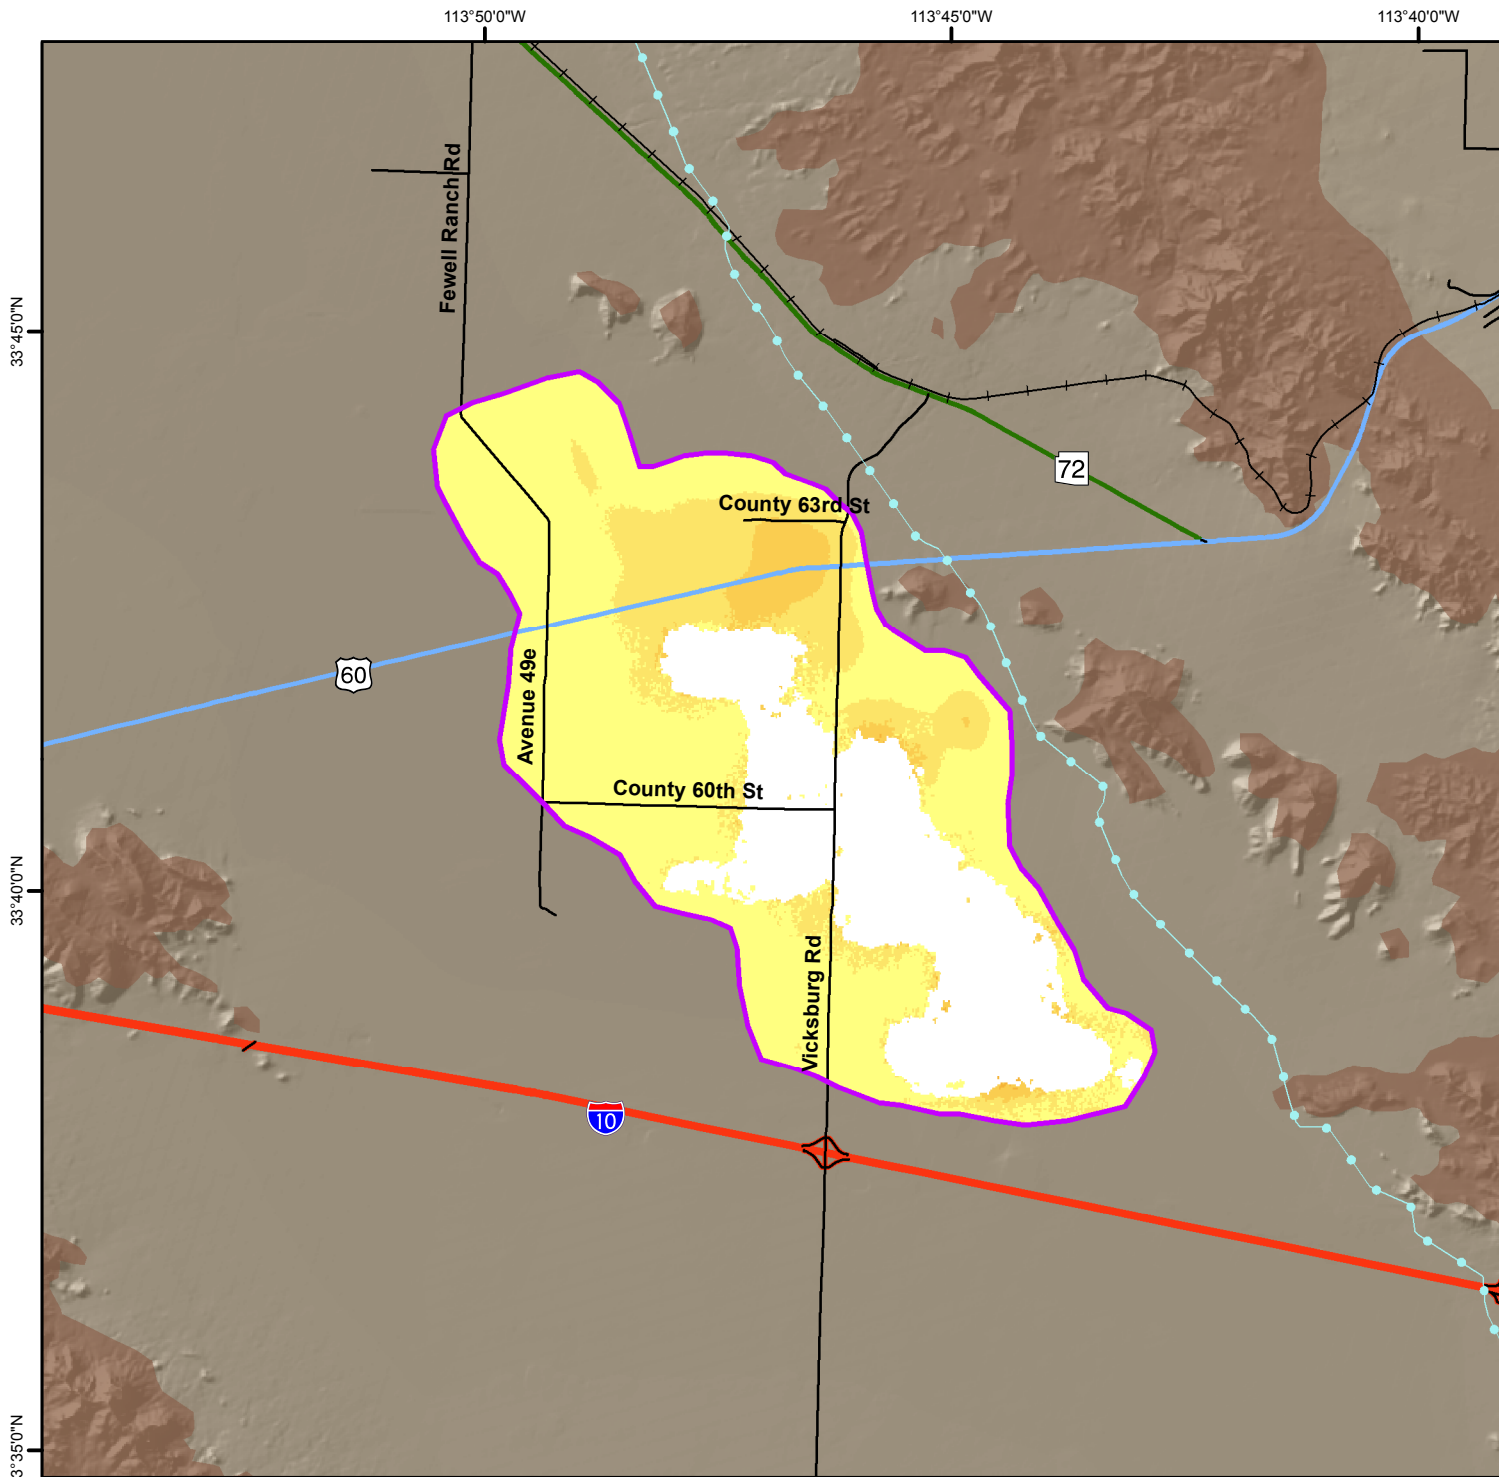 113°50'0"W
113°45'0"W
113°40'0"W
Fewell Ranch Rd
33°45'0"N
72
County 63rd St
60
Avenue 49e
County 60th St
33°40'0"N
Vicksburg Rd
10
3°35'0"N